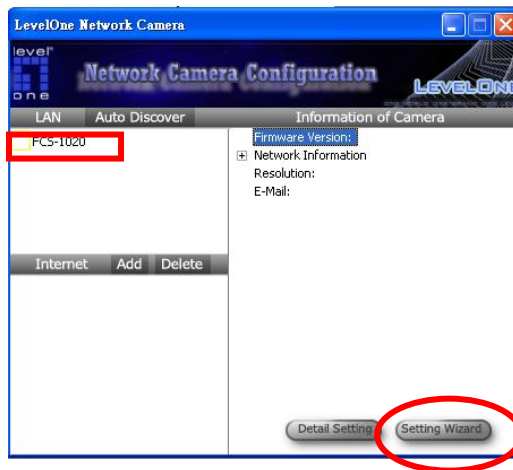 LevelOne Network Camera
level
one
Network Camera Configuration
LEVELONE
LAN Auto Discover
Information of Camera
FCS-1020
Firmware Version:
Network Information
Resolution:
E-Mail:
Internet Add Delete
Detail Setting
Setting Wizard